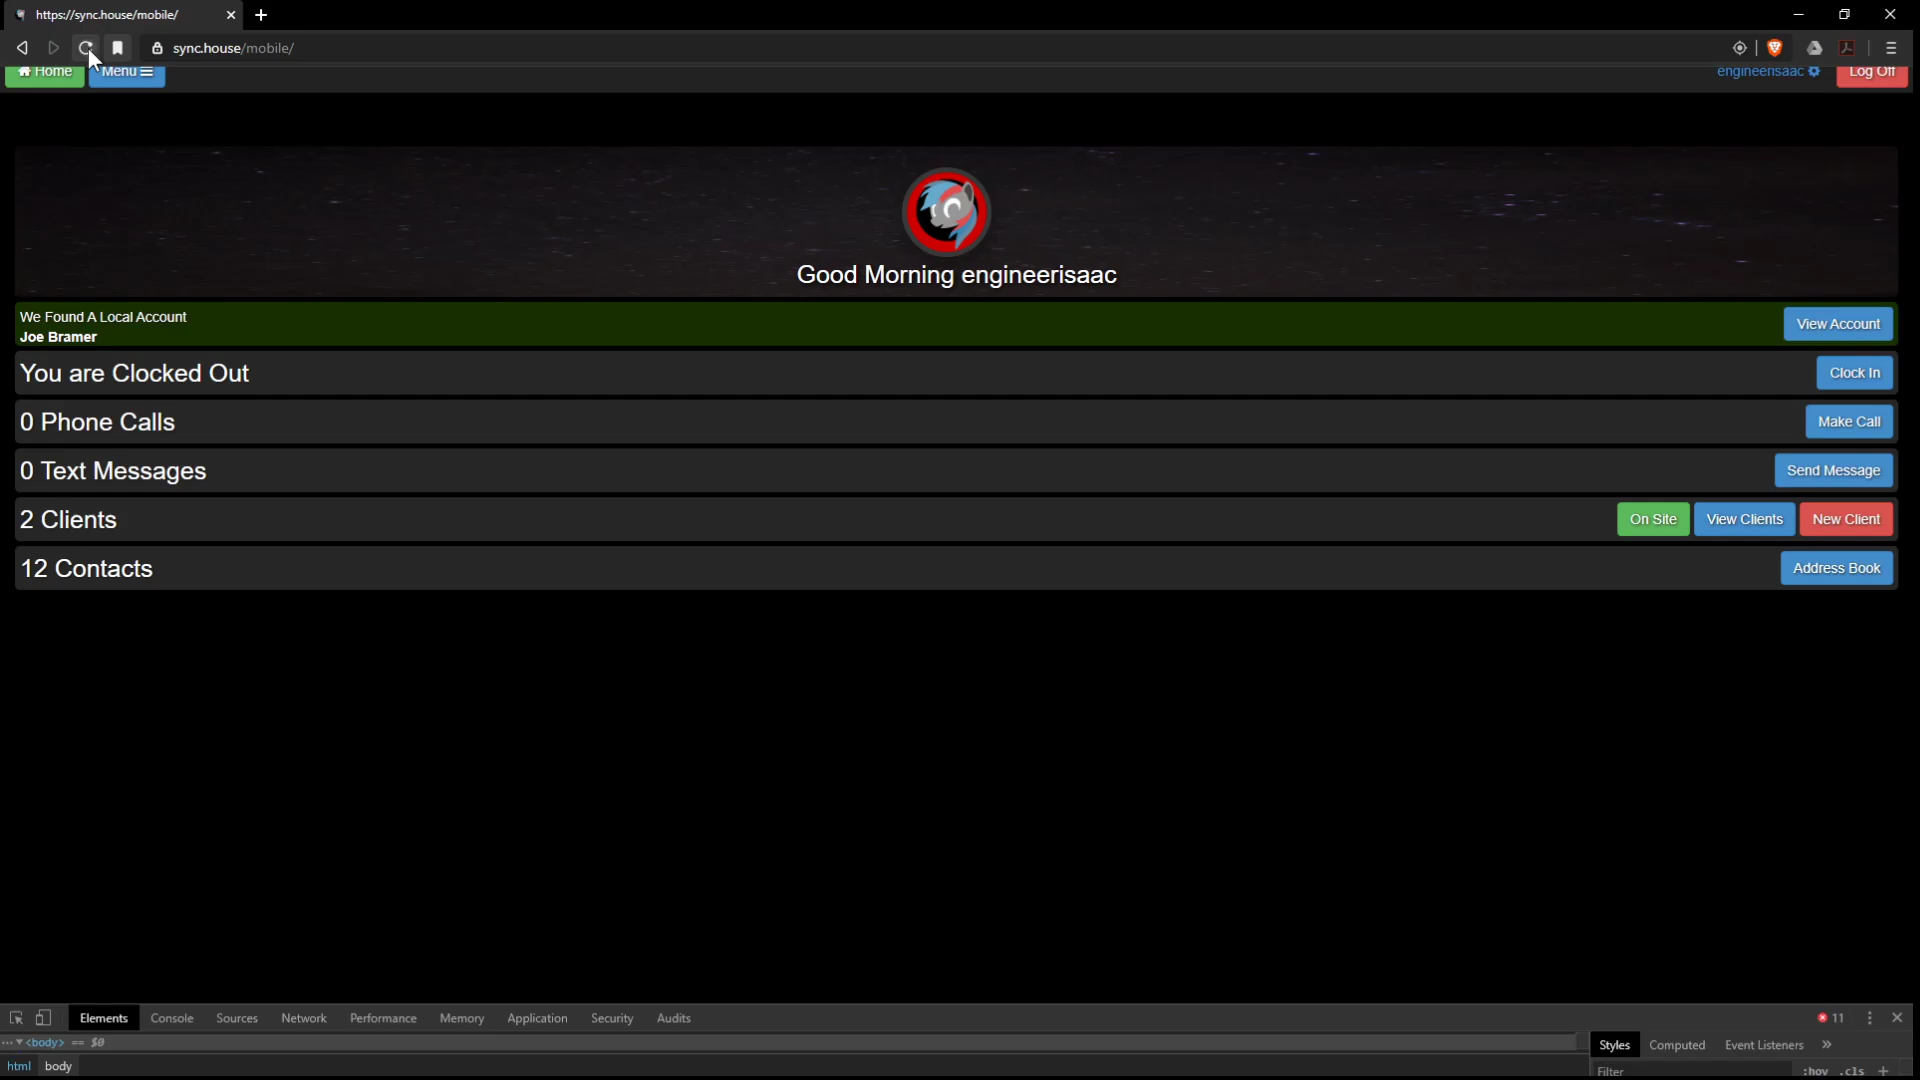 https://sync.house/mobile/
sync.house/mobile/
Home
Menu
engineerisaac
Log Off
Good Morning engineerisaac
We Found A Local Account
Joe Bramer
View Account
You are Clocked Out
Clock In
0 Phone Calls
Make Call
0 Text Messages
Send Message
2 Clients
On Site
View Clients
New Client
12 Contacts
Address Book
Elements Console Sources Network Performance Memory Application Security Audits
11
<body> == $0
Styles Computed Event Listeners »
html body
Filter
:hov .cls +